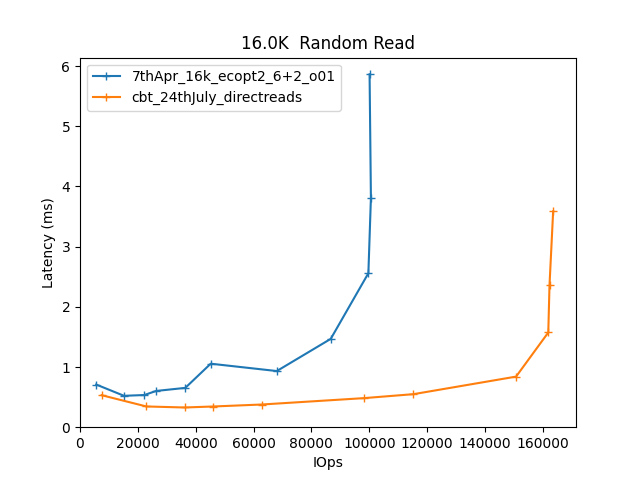 16.0K  Random Read
7thApr_16k_ecopt2_6+2_o01
cbt_24thJuly_directreads
Latency (ms)
6
5
4
3
2
1
0
0 20000 40000 60000 80000 100000 120000 140000 160000
IOps